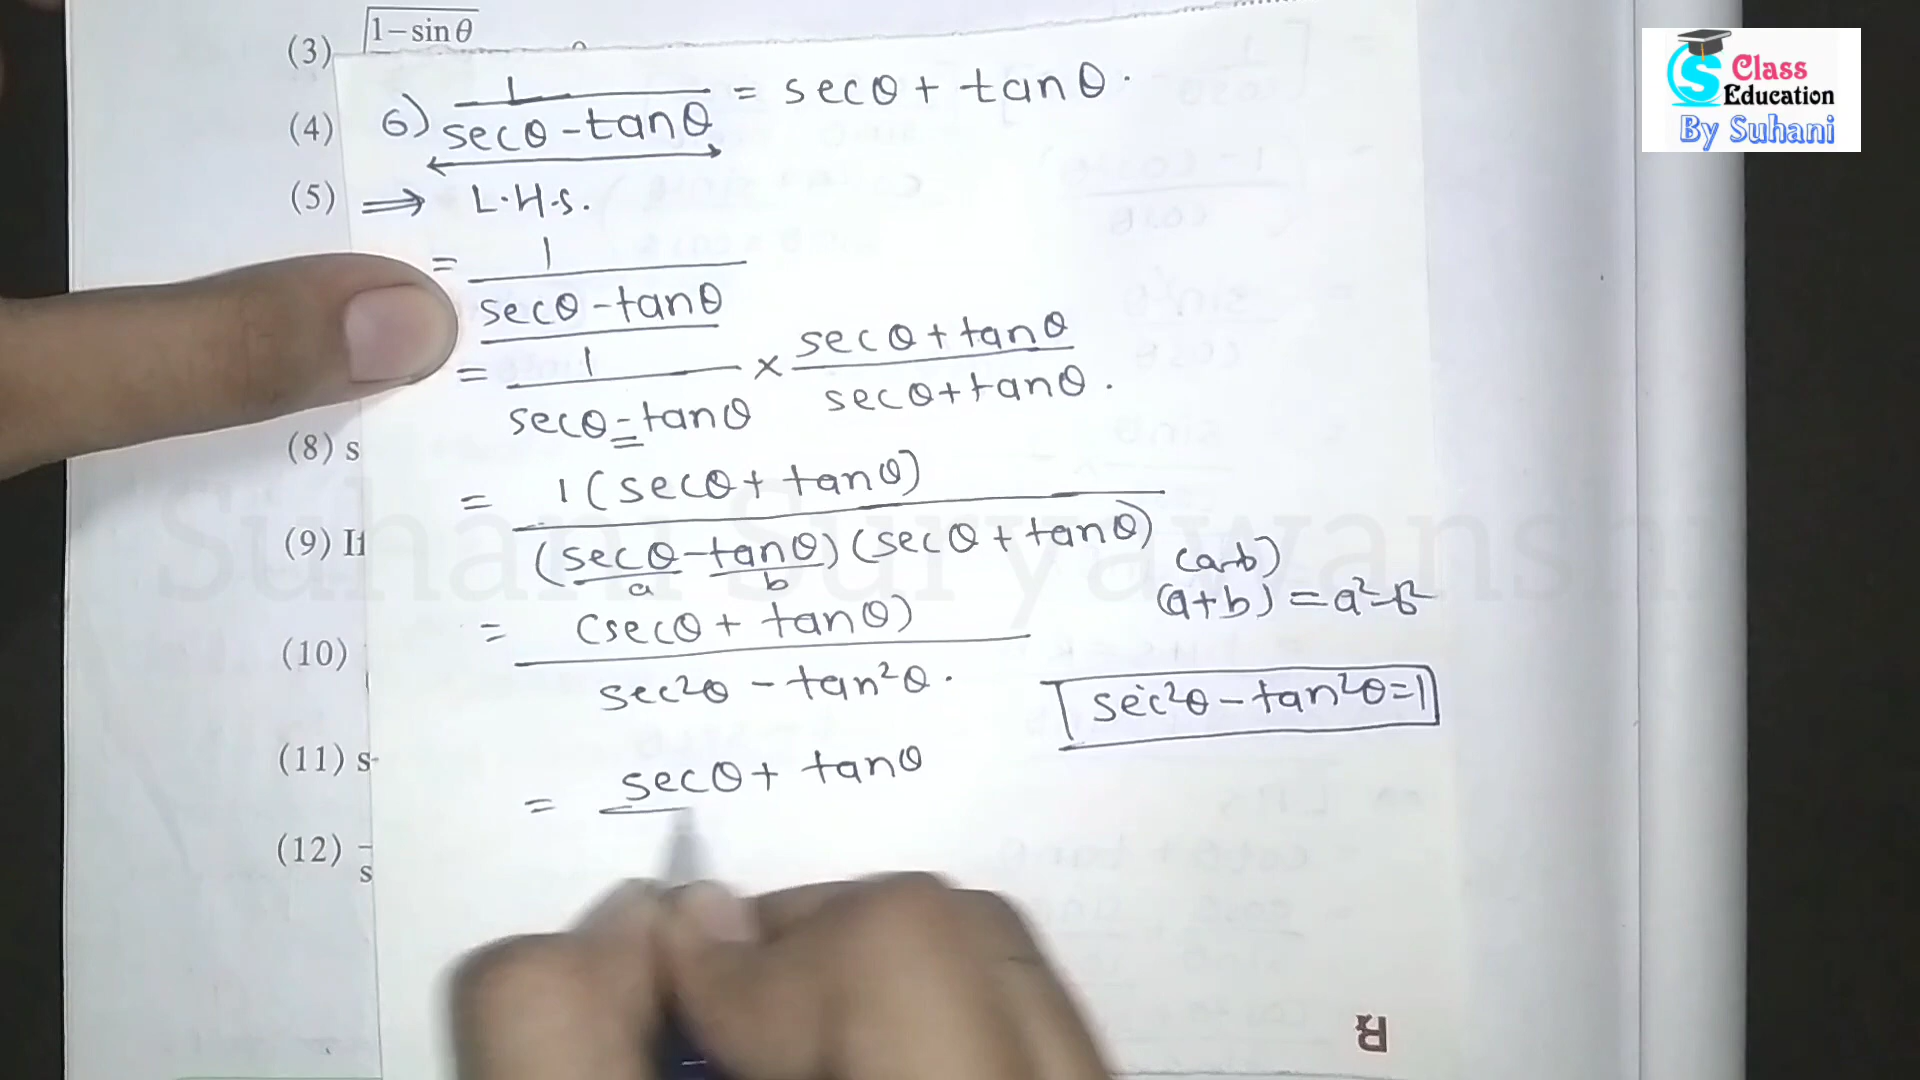 (3) √1−sinθ
(4) 6) 1/secθ − tanθ = secθ + tanθ.
(5) ⇒ L.H.S.
= 1/secθ − tanθ
= 1/secθ − tanθ × secθ + tanθ/secθ + tanθ.
(8) s
= 1(secθ + tanθ)/(secθ − tanθ)(secθ + tanθ)
a b
(9) If
(a-b)
(a+b) = a²-b²
= (secθ + tanθ)/sec²θ − tan²θ.
(10)
sec²θ − tan²θ = 1
(11) s
= secθ + tanθ
(12)
s
℞
S Class
Education
By Suhani
Suhani Suryawanshi